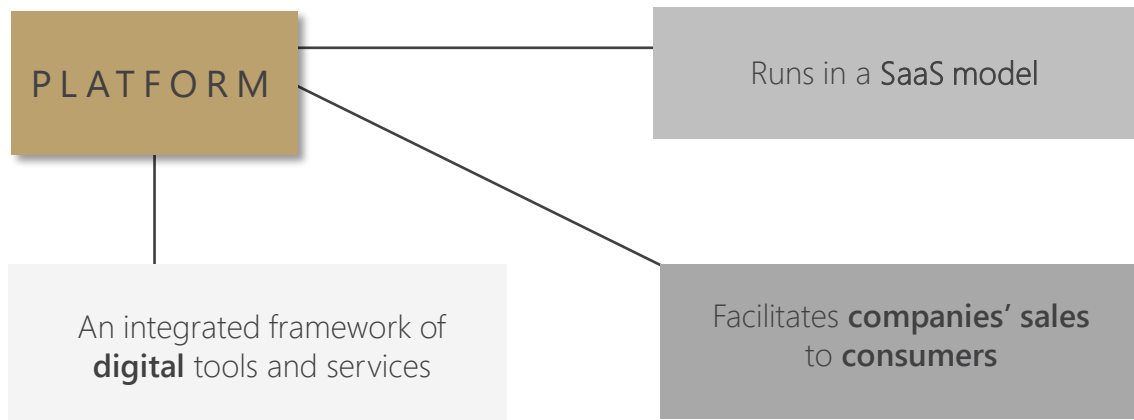 PLATFORM
Runs in a SaaS model
An integrated framework of
digital tools and services
Facilitates companies’ sales
to consumers